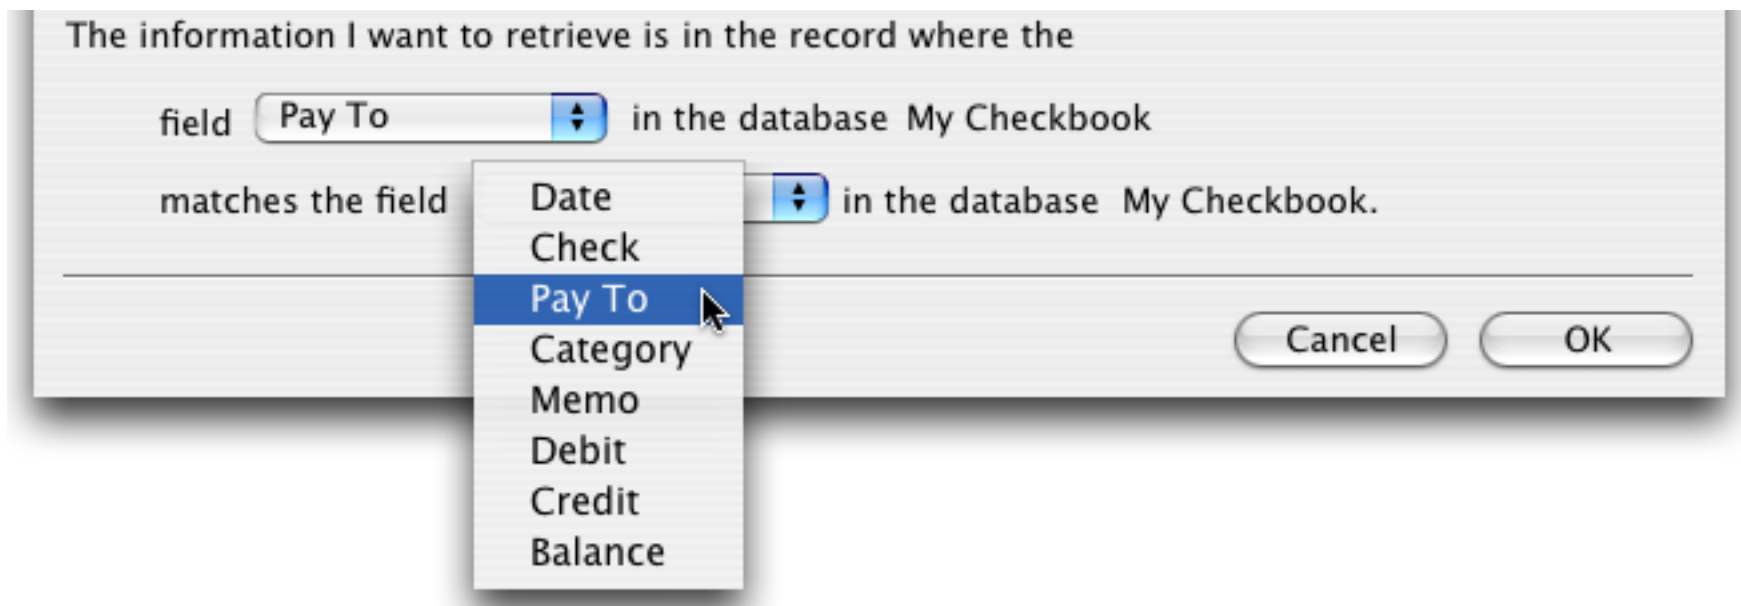 The information I want to retrieve is in the record where the
field Pay To in the database My Checkbook
matches the field in the database My Checkbook.
Date
Check
Pay To
Category
Memo
Debit
Credit
Balance
Cancel OK